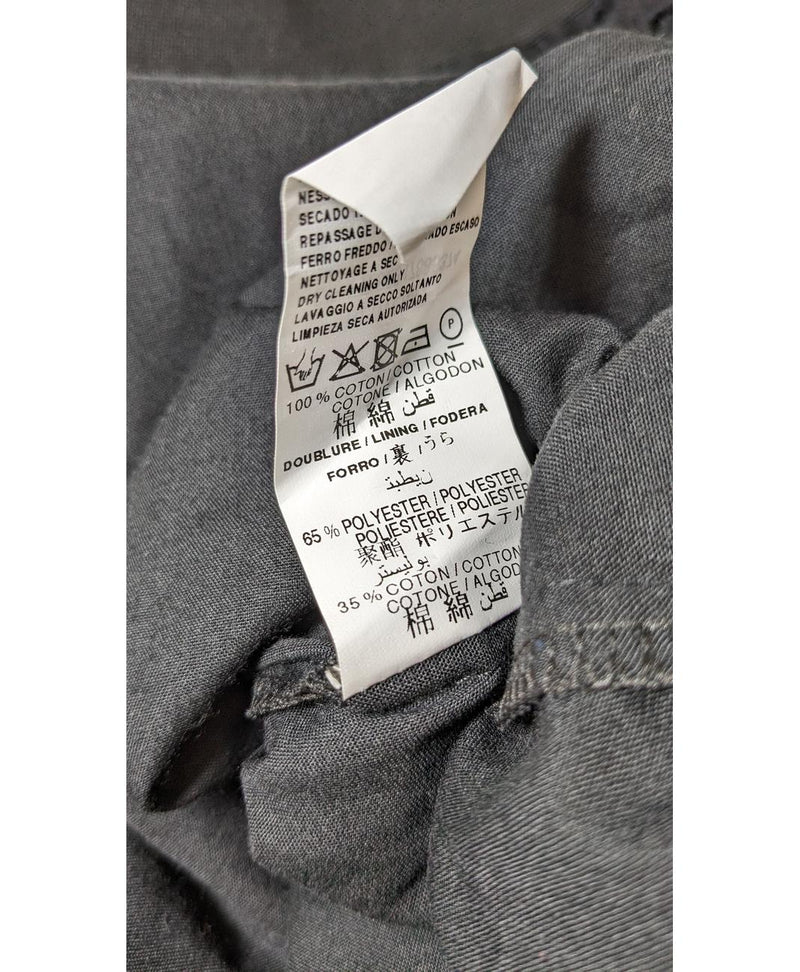 SECADO
REPASSAGE
FERRO FREDDO ESCASO
NETTOYAGE A SEC
DRY CLEANING ONLY
LAVAGGIO A SECCO SOLTANTO
LIMPIEZA SECA AUTORIZADA
P
100 % COTON / COTTON
COTONE / ALGODON
棉 綿 قطن
DOUBLURE / LINING / FODERA
FORRO / 裏 / うら
65 % POLYESTER / POLYESTER
POLIESTERE / POLIESTER
聚酯 ポリエステル
بوليستر
35 % COTON / COTTON
COTONE /
棉 綿 قطن